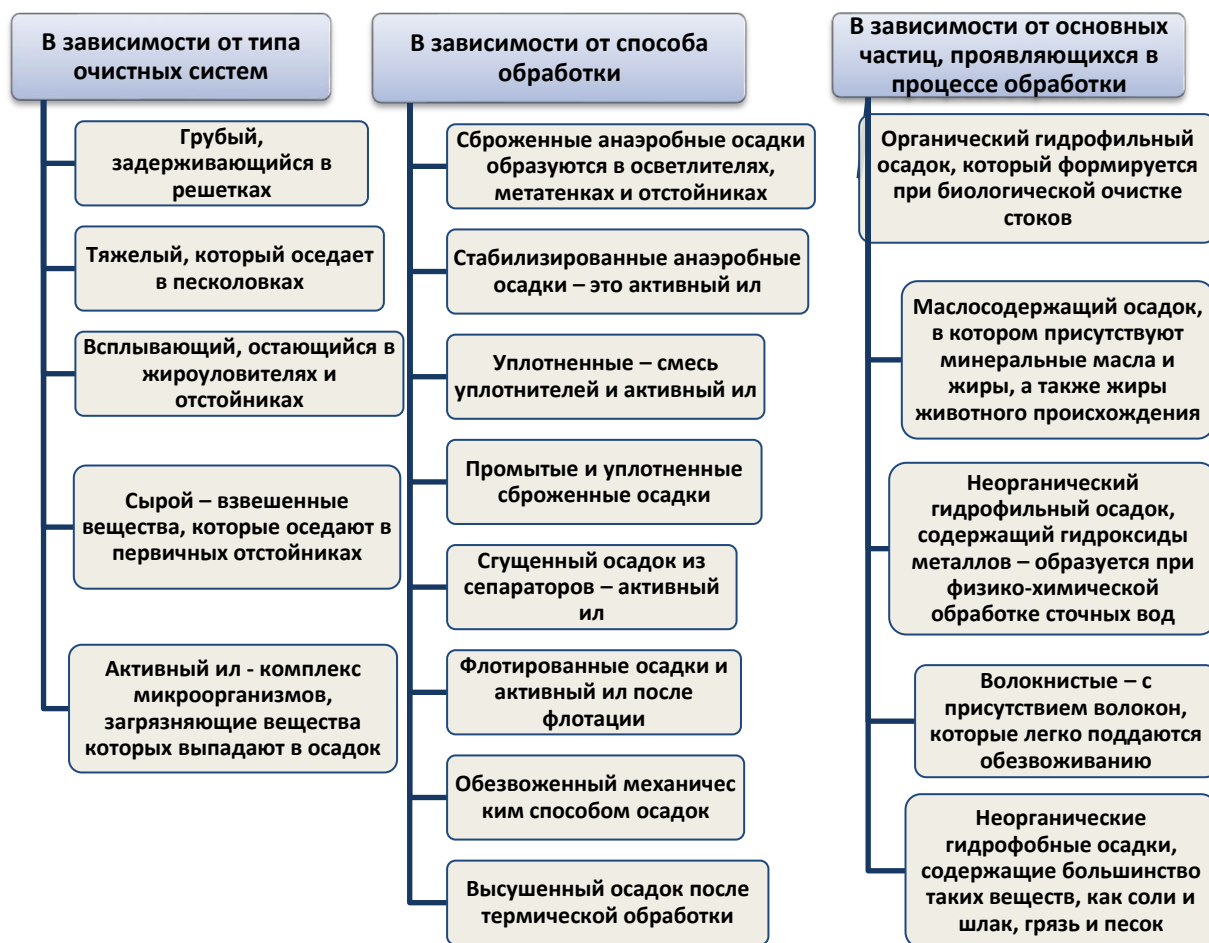 В зависимости от типа
очистных систем
Грубый,
задерживающийся в
решетках
Тяжелый, который оседает
в песколовках
Всплывающий, остающийся в
жироуловителях и
отстойниках
Сырой – взвешенные
вещества, которые оседают в
первичных отстойниках
Активный ил - комплекс
микроорганизмов,
загрязняющие вещества
которых выпадают в осадок
В зависимости от способа
обработки
Сброженные анаэробные осадки
образуются в осветлителях,
метатенках и отстойниках
Стабилизированные анаэробные
осадки – это активный ил
Уплотненные – смесь
уплотнителей и активный ил
Промытые и уплотненные
сброженные осадки
Сгущенный осадок из
сепараторов – активный
ил
Флотированные осадки и
активный ил после
флотации
Обезвоженный механичес
ким способом осадок
Высушенный осадок после
термической обработки
В зависимости от основных
частиц, проявляющихся в
процессе обработки
Органический гидрофильный
осадок, который формируется
при биологической очистке
стоков
Маслосодержащий осадок,
в котором присутствуют
минеральные масла и
жиры, а также жиры
животного происхождения
Неорганический
гидрофильный осадок,
содержащий гидроксиды
металлов – образуется при
физико-химической
обработке сточных вод
Волокнистые – с
присутствием волокон,
которые легко поддаются
обезвоживанию
Неорганические
гидрофобные осадки,
содержащие большинство
таких веществ, как соли и
шлак, грязь и песок